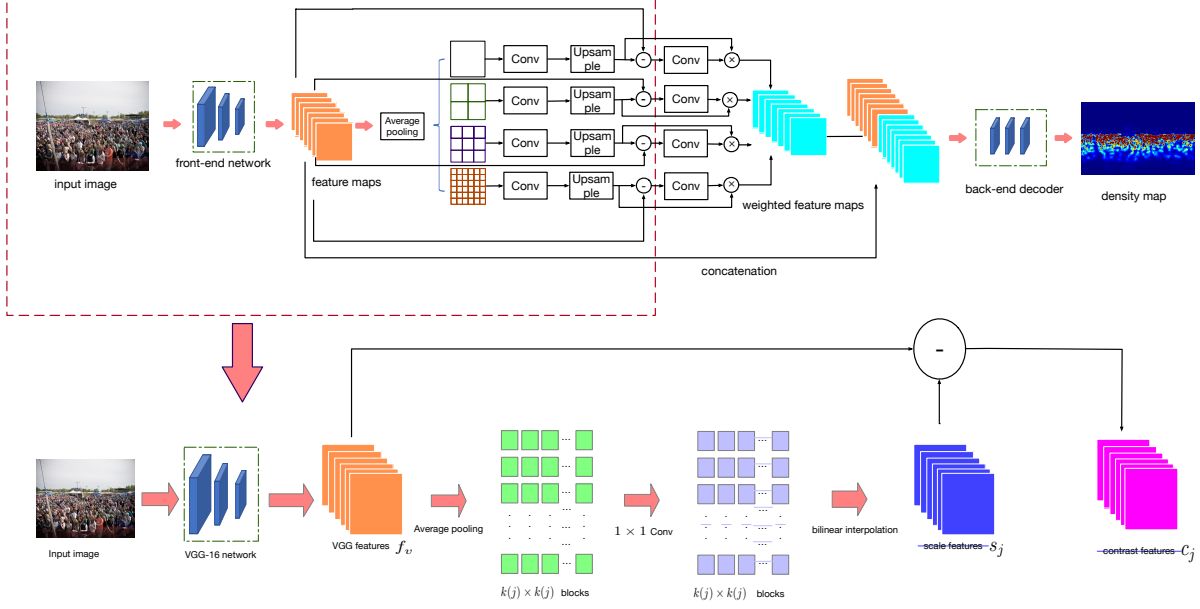 input image
front-end network
feature maps
Average
pooling
Conv
Upsam
ple
-
Conv
×
Conv
Upsam
ple
-
Conv
×
Conv
Upsam
ple
-
Conv
×
Conv
Upsam
ple
-
Conv
×
weighted feature maps
concatenation
back-end decoder
density map
-
Input image
VGG-16 network
VGG features f_v
Average pooling
k(j) × k(j) blocks
1 × 1 Conv
k(j) × k(j) blocks
bilinear interpolation
scale features s_j
contrast features c_j